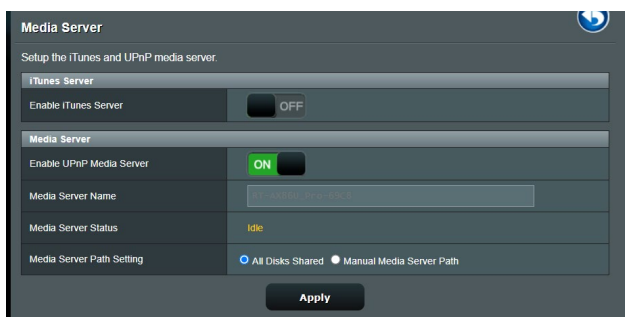 Media Server
Setup the iTunes and UPnP media server.
iTunes Server
Enable iTunes Server OFF
Media Server
Enable UPnP Media Server ON
Media Server Name
Media Server Status Idle
Media Server Path Setting All Disks Shared Manual Media Server Path
Apply